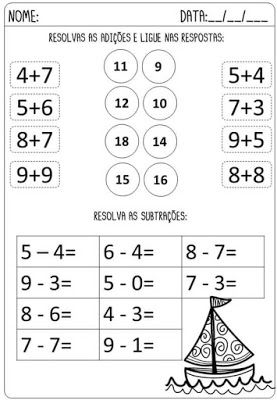 NOME: DATA:__/__/__
RESOLVAS AS ADIÇÕES E LIGUE NAS RESPOSTAS:
4+7 11 9 5+4
5+6 12 10 7+3
8+7 18 14 9+5
9+9 15 16 8+8
RESOLVA AS SUBTRAÇÕES:
5 – 4= 6 - 4= 8 - 7=
9 - 3= 5 - 0= 7 - 3=
8 - 6= 4 - 3=
7 - 7= 9 - 1=